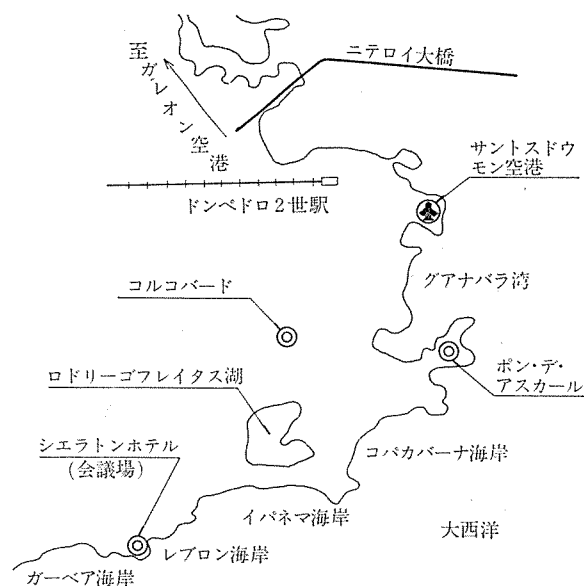 至ガレオン空港
ニテロイ大橋
サントスドウ
モン空港
ドンペドロ2世駅
グアナバラ湾
コルコバード
ポン・デ・
アスカール
ロドリーゴフレイタス湖
シエラトンホテル
(会議場)
コパカバーナ海岸
イパネマ海岸
大西洋
レブロン海岸
ガーベア海岸